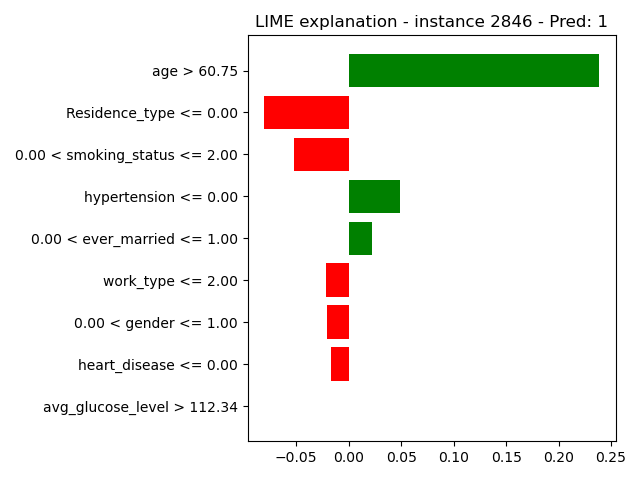 LIME explanation - instance 2846 - Pred: 1
age > 60.75
Residence_type <= 0.00
0.00 < smoking_status <= 2.00
hypertension <= 0.00
0.00 < ever_married <= 1.00
work_type <= 2.00
0.00 < gender <= 1.00
heart_disease <= 0.00
avg_glucose_level > 112.34
−0.05 0.00 0.05 0.10 0.15 0.20 0.25